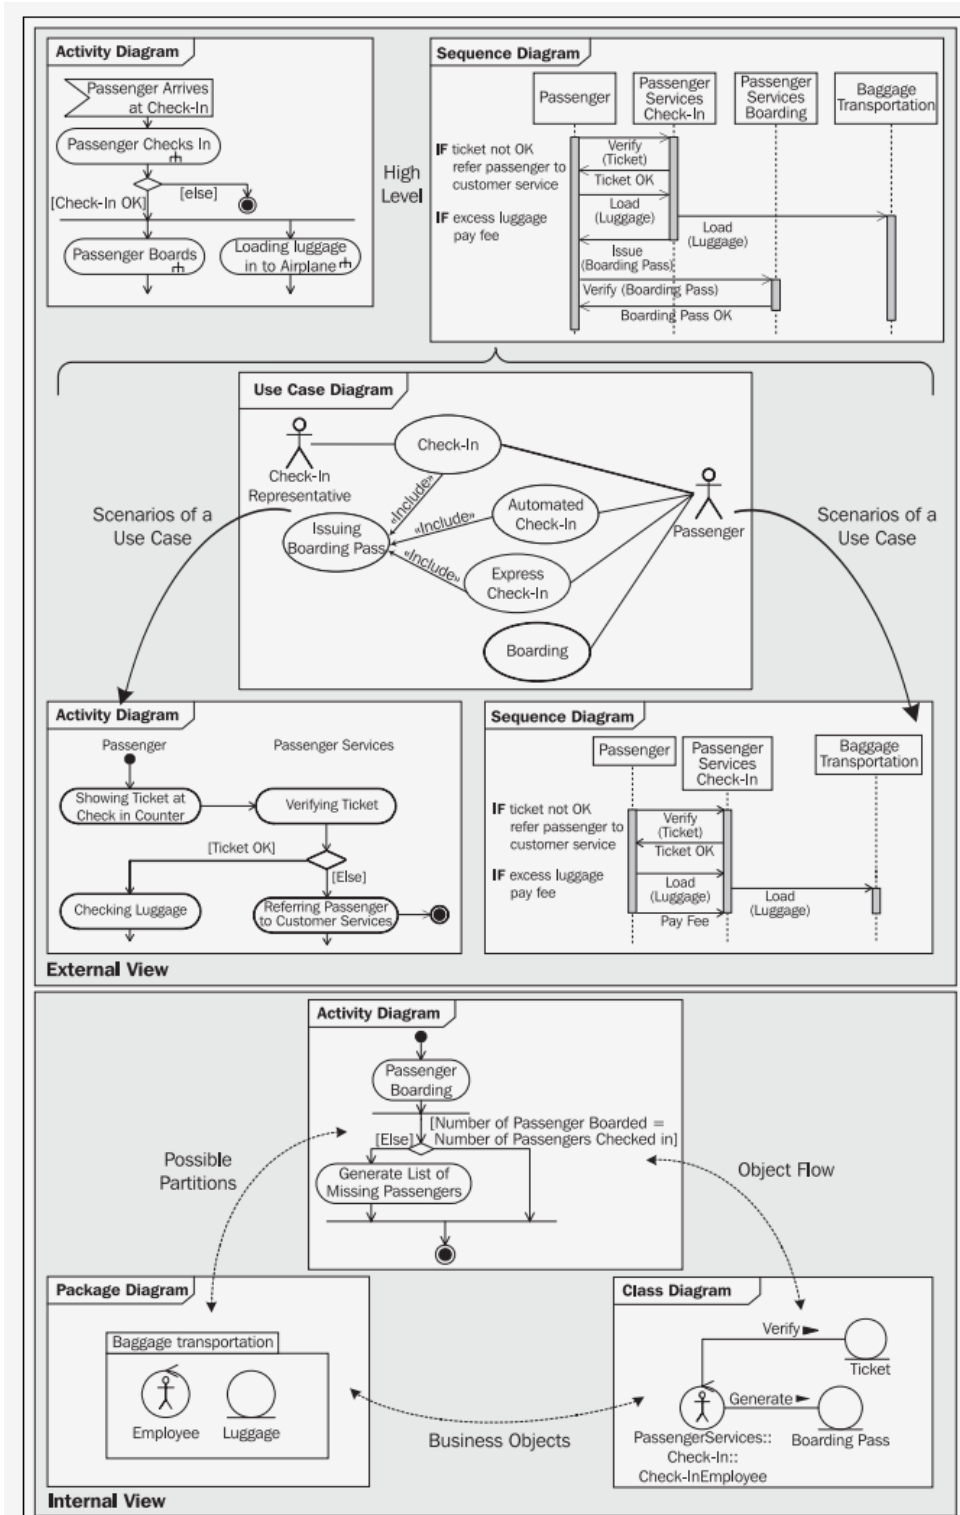 Activity Diagram
Passenger Arrives
at Check-In
Passenger Checks In
[else]
[Check-In OK]
Passenger Boards
Loading luggage
in to Airplane
High
Level
Sequence Diagram
Passenger
Passenger
Services
Check-In
Passenger
Services
Boarding
Baggage
Transportation
IF ticket not OK
refer passenger to
customer service
IF excess luggage
pay fee
Verify
(Ticket)
Ticket OK
Load
(Luggage)
Load
(Luggage)
Issue
(Boarding Pass)
Verify (Boarding Pass)
Boarding Pass OK
Use Case Diagram
Check-In
Representative
Check-In
«Include»
Issuing
Boarding Pass
«Include»
Automated
Check-In
«Include»
Express
Check-In
Passenger
Boarding
Scenarios of a
Use Case
Scenarios of a
Use Case
Activity Diagram
Passenger
Passenger Services
Showing Ticket at
Check in Counter
Verifying Ticket
[Ticket OK]
[Else]
Checking Luggage
Referring Passenger
to Customer Services
Sequence Diagram
Passenger
Passenger
Services
Check-In
Baggage
Transportation
IF ticket not OK
refer passenger to
customer service
IF excess luggage
pay fee
Verify
(Ticket)
Ticket OK
Load
(Luggage)
Load
(Luggage)
Pay Fee
External View
Activity Diagram
Passenger
Boarding
[Number of Passenger Boarded =
[Else]
Number of Passengers Checked in]
Generate List of
Missing Passengers
Possible
Partitions
Object Flow
Package Diagram
Baggage transportation
Employee
Luggage
Business Objects
Class Diagram
Verify
Ticket
Generate
PassengerServices::
Check-In::
Check-InEmployee
Boarding Pass
Internal View